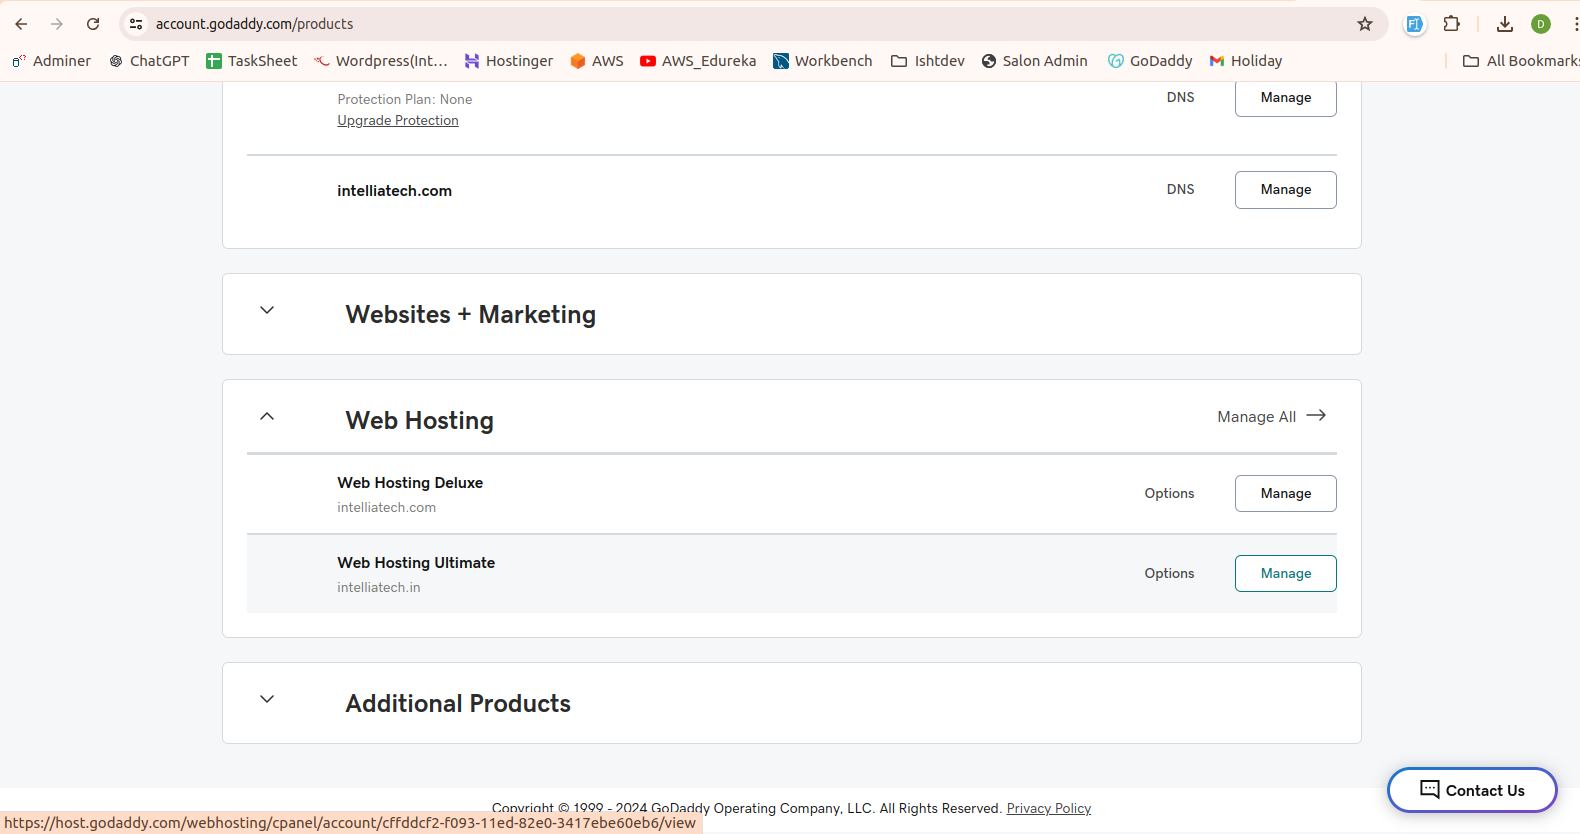 account.godaddy.com/products
D
Adminer ChatGPT TaskSheet Wordpress(Int... Hostinger AWS AWS_Edureka Workbench Ishtdev Salon Admin GoDaddy Holiday All Bookmarks
Protection Plan: None DNS Manage
Upgrade Protection
intelliatech.com DNS Manage
Websites + Marketing
Web Hosting Manage All
Web Hosting Deluxe
intelliatech.com Options Manage
Web Hosting Ultimate
intelliatech.in Options Manage
Additional Products
Contact Us
Copyright © 1999 - 2024 GoDaddy Operating Company, LLC. All Rights Reserved. Privacy Policy
https://host.godaddy.com/webhosting/cpanel/account/cffddcf2-f093-11ed-82e0-3417ebe60eb6/view